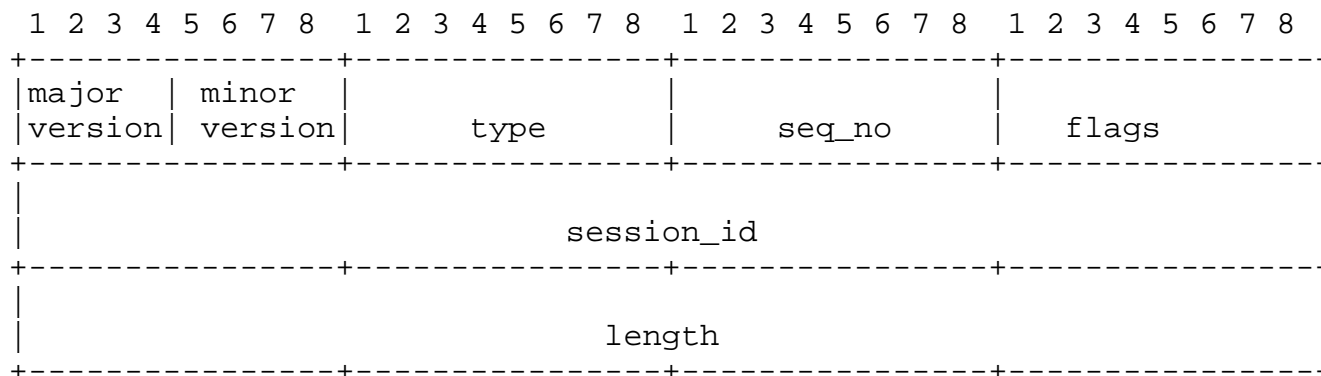 1 2 3 4 5 6 7 8 1 2 3 4 5 6 7 8 1 2 3 4 5 6 7 8 1 2 3 4 5 6 7 8
+----------------+----------------+----------------+----------------
|major | minor | | |
|version| version| type | seq_no | flags
+----------------+----------------+----------------+----------------
|
| session_id
+----------------+----------------+----------------+----------------
|
| length
+----------------+----------------+----------------+----------------